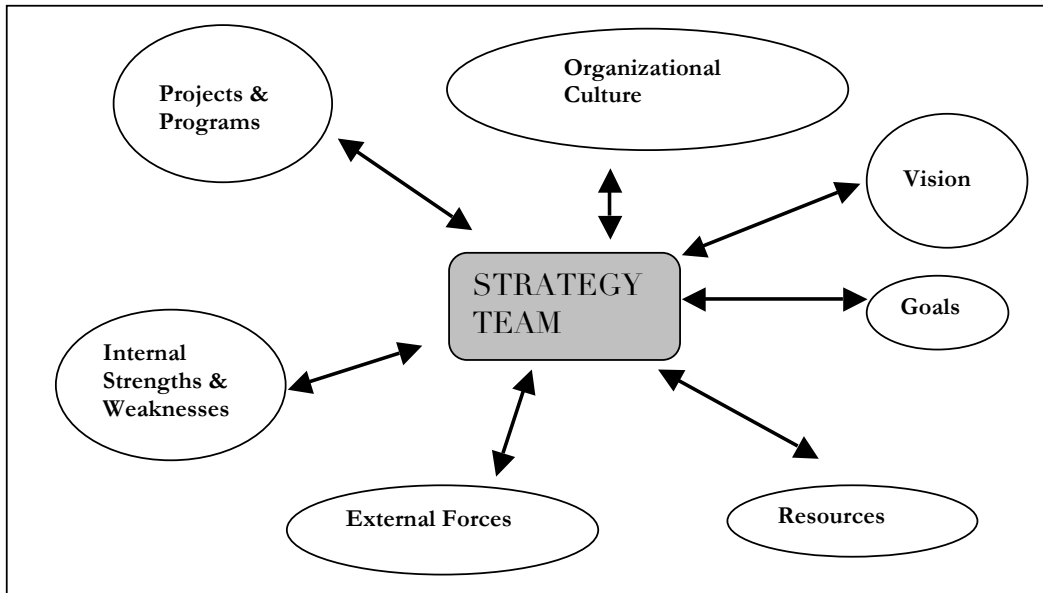 Organizational
Culture
Projects &
Programs
Vision
STRATEGY
TEAM
Goals
Internal
Strengths &
Weaknesses
External Forces
Resources